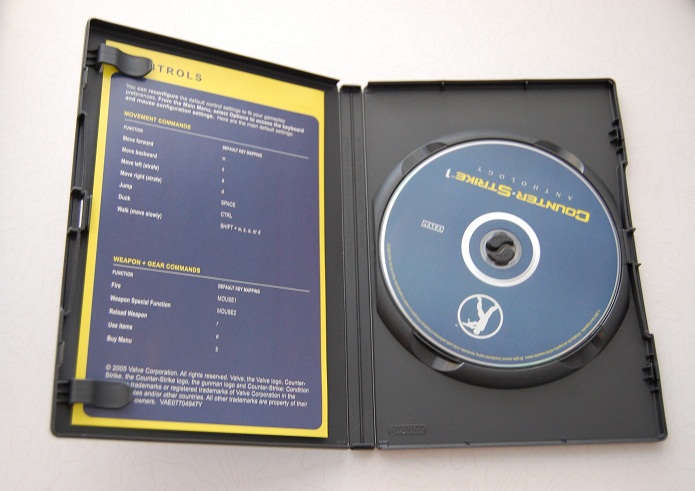 NTROLS
You can reconfigure the default control settings to fit your gameplay
preferences. From the Main Menu, select Options to access the keyboard
and mouse configuration settings. Here are the main default settings:
MOVEMENT COMMANDS
FUNCTION DEFAULT KEY MAPPING
Move forward w
Move backward s
Move left (strafe) a
Move right (strafe) d
Jump SPACE
Duck CTRL
Walk (move slowly) SHIFT + w, s, a, or d
WEAPON + GEAR COMMANDS
FUNCTION DEFAULT KEY MAPPING
Fire MOUSE1
Weapon Special Function MOUSE2
Reload Weapon r
Use items e
Buy Menu b
© 2005 Valve Corporation. All rights reserved. Valve, the Valve logo, Counter-
Strike, the Counter-Strike logo, the gunman logo and Counter-Strike: Condition
trademarks or registered trademarks of Valve Corporation in the
and/or other countries. All other trademarks are property of their
owners. VAE07704947Y
COUNTER-STRIKE 1
ANTHOLOGY
VALVE